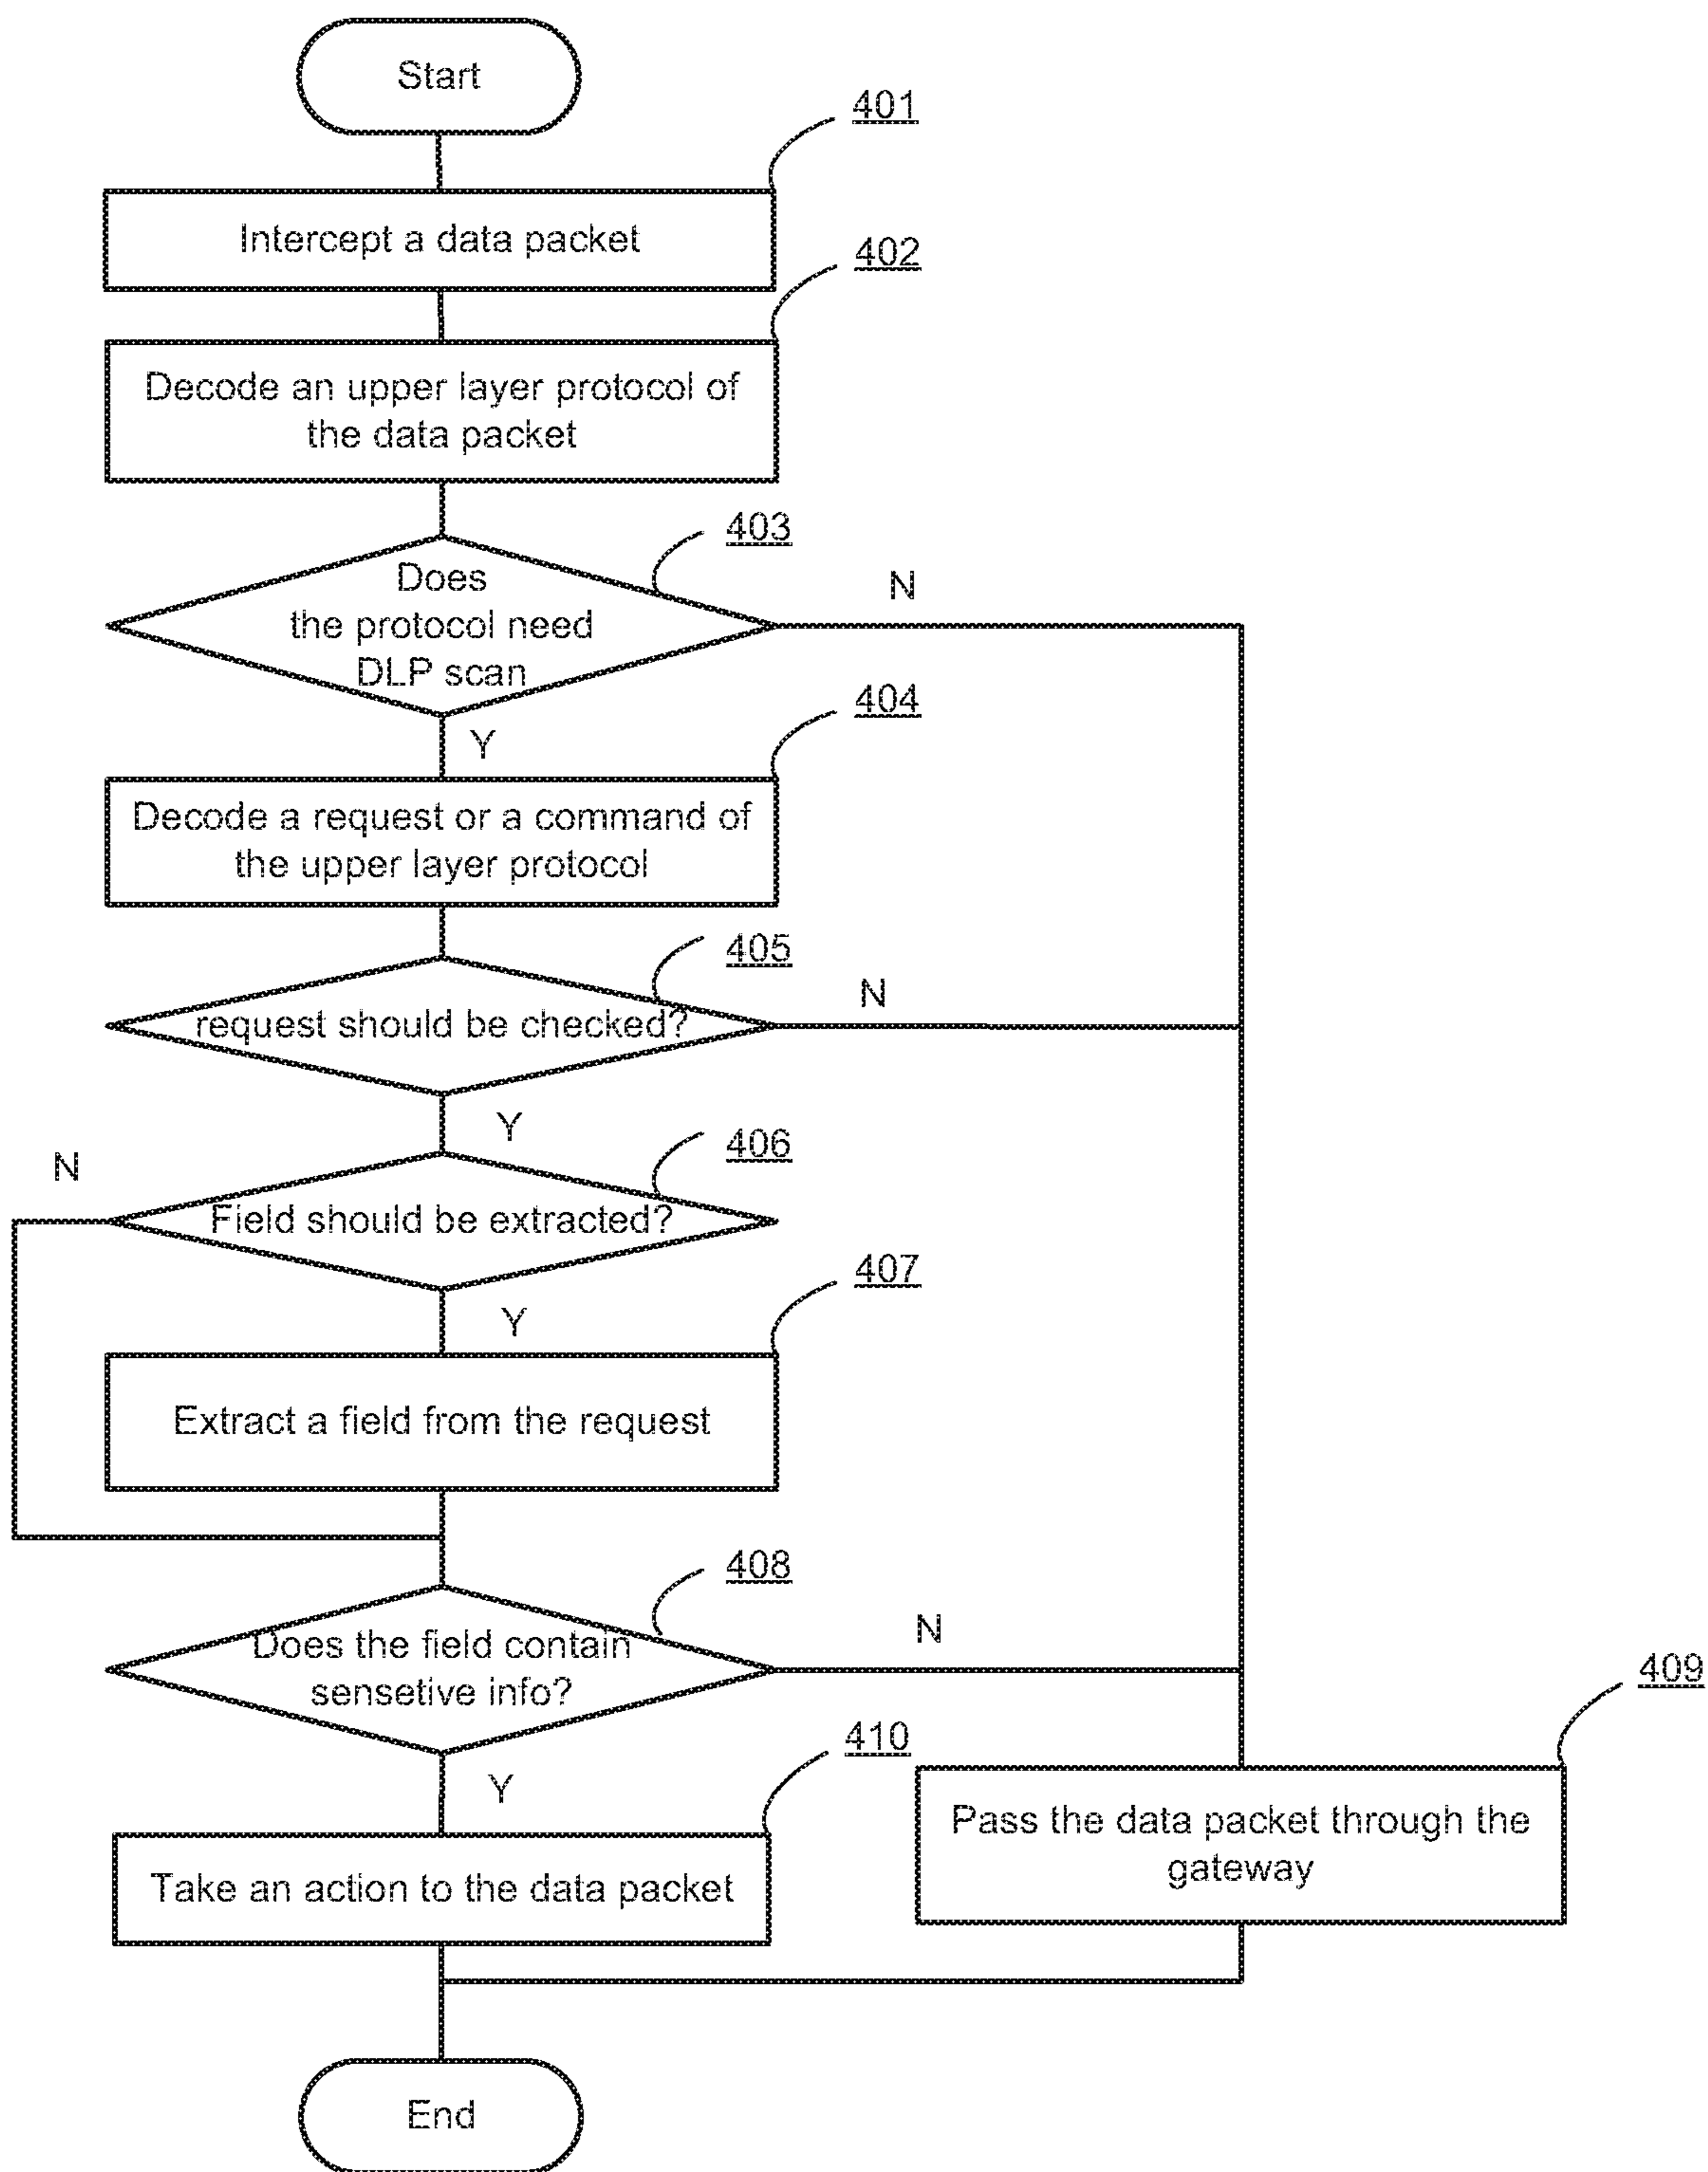 Start
401
Intercept a data packet
402
Decode an upper layer protocol of
the data packet
403
Does
the protocol need
DLP scan
N
Y
404
Decode a request or a command of
the upper layer protocol
405
request should be checked?
N
Y
406
N
Field should be extracted?
Y
407
Extract a field from the request
408
Does the field contain
sensetive info?
N
Y
409
Pass the data packet through the
gateway
410
Take an action to the data packet
End